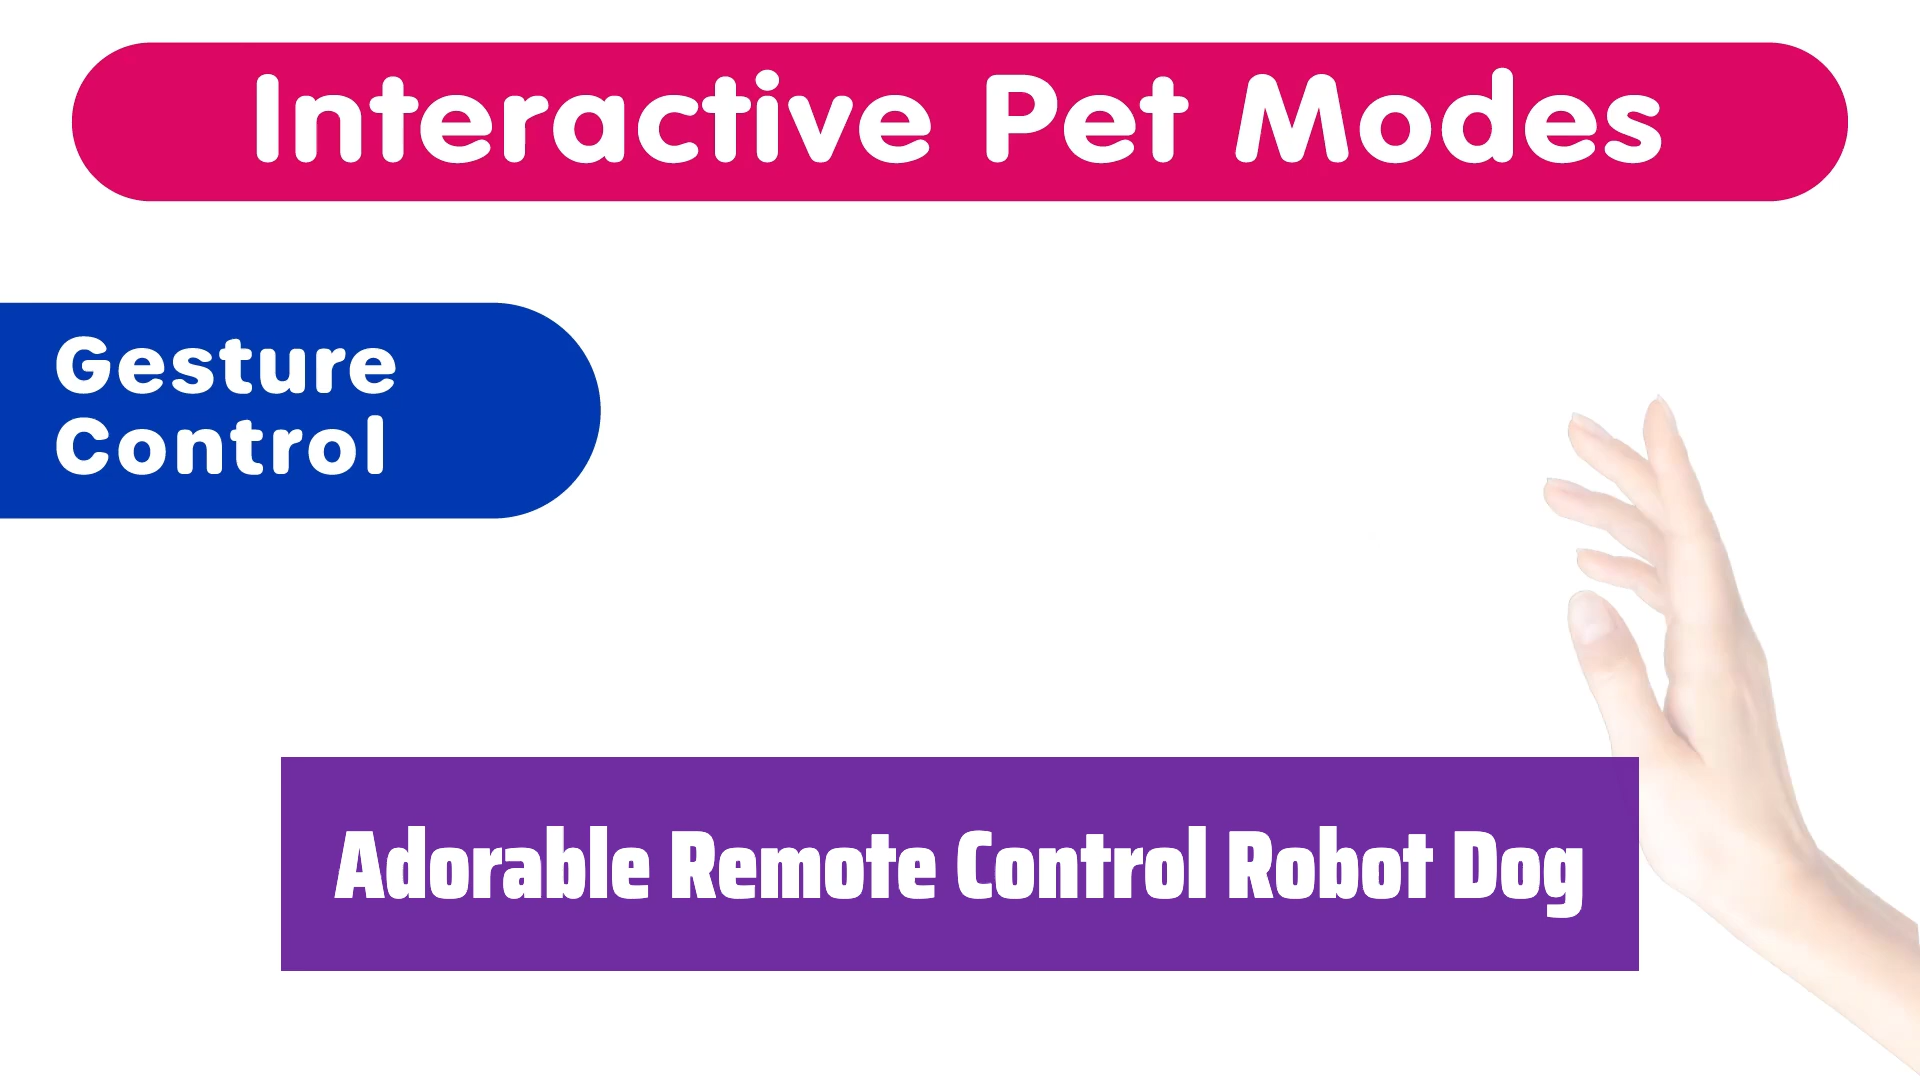 Interactive Pet Modes
Gesture
Control
Adorable Remote Control Robot Dog